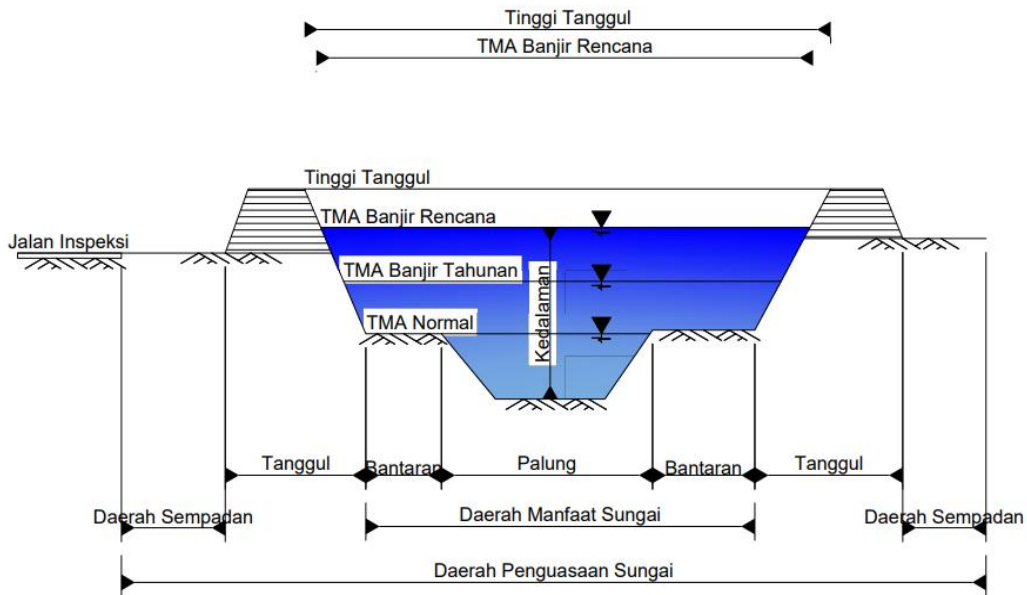 Tinggi Tanggul
TMA Banjir Rencana
Tinggi Tanggul
TMA Banjir Rencana
Jalan Inspeksi
TMA Banjir Tahunan
Kedalaman
TMA Normal
Tanggul
Bantaran
Palung
Bantaran
Tanggul
Daerah Sempadan
Daerah Manfaat Sungai
Daerah Sempadan
Daerah Penguasaan Sungai